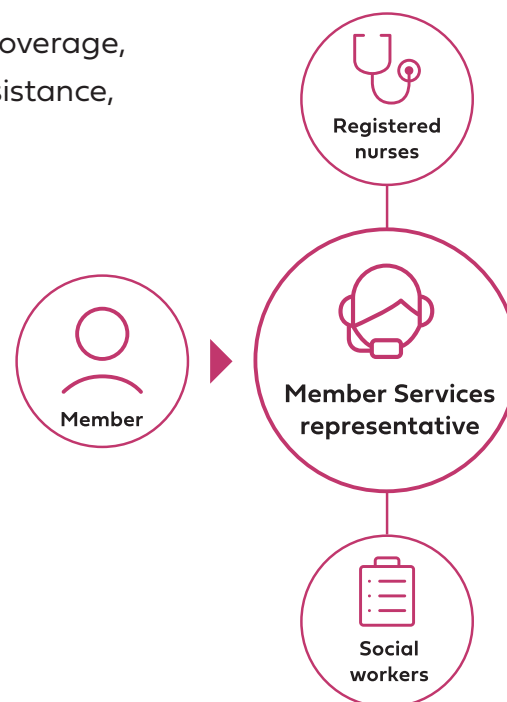 overage,
sistance,
Registered
nurses
Member
Member Services
representative
Social
workers